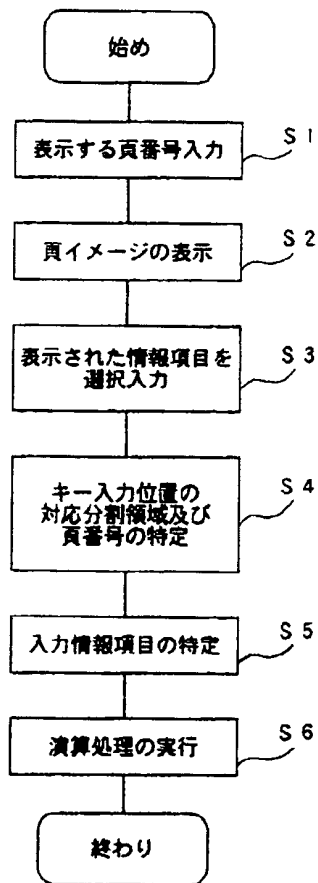 始め
表示する頁番号入力
S1
頁イメージの表示
S2
表示された情報項目を
選択入力
S3
キー入力位置の
対応分割領域及び
頁番号の特定
S4
入力情報項目の特定
S5
演算処理の実行
S6
終わり